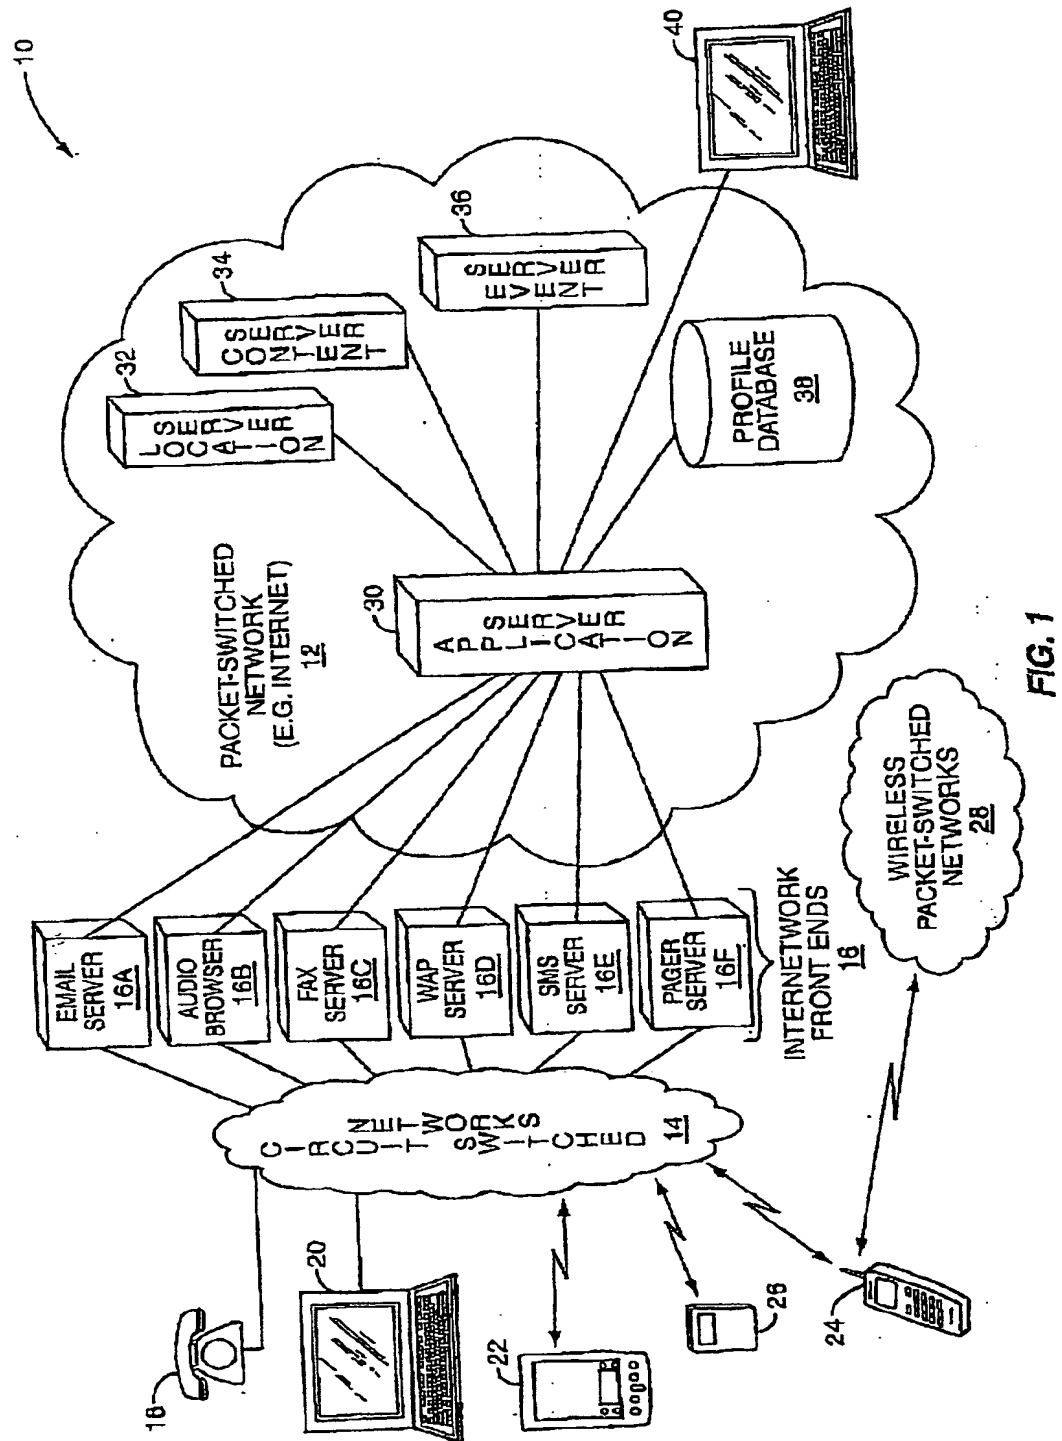 10
40
36
SERVER
EVENT
34
SERVER
CONTENT
32
SERVER
LOCATION
PROFILE
DATABASE
38
PACKET-SWITCHED
NETWORK
(E.G. INTERNET)
12
30
SERVER
APPLICATION
EMAIL
SERVER
16A
AUDIO
BROWSER
16B
FAX
SERVER
16C
WAP
SERVER
16D
SMS
SERVER
16E
PAGER
SERVER
16F
INTERNETWORK
FRONT ENDS
16
WIRELESS
PACKET-SWITCHED
NETWORKS
28
NETWORKS
CIRCUIT SWITCHED
14
18
20
22
26
24
FIG. 1